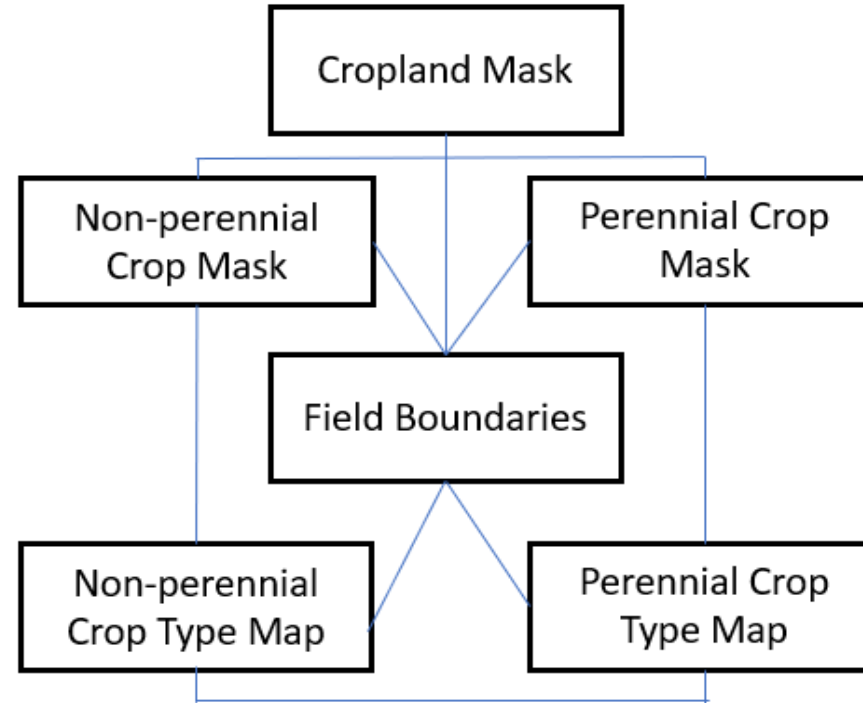 Cropland Mask
Non-perennial
Crop Mask
Perennial Crop
Mask
Field Boundaries
Non-perennial
Crop Type Map
Perennial Crop
Type Map